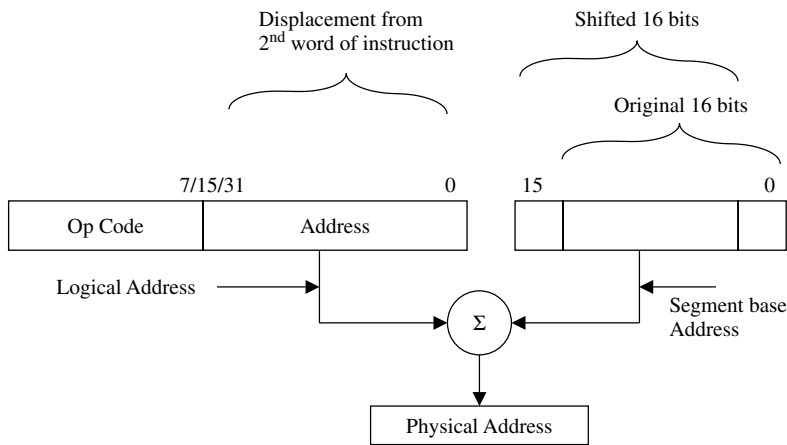 Displacement from
2nd word of instruction
Shifted 16 bits
Original 16 bits
7/15/31
0
15
0
Op Code
Address
Logical Address
Σ
Segment base
Address
Physical Address